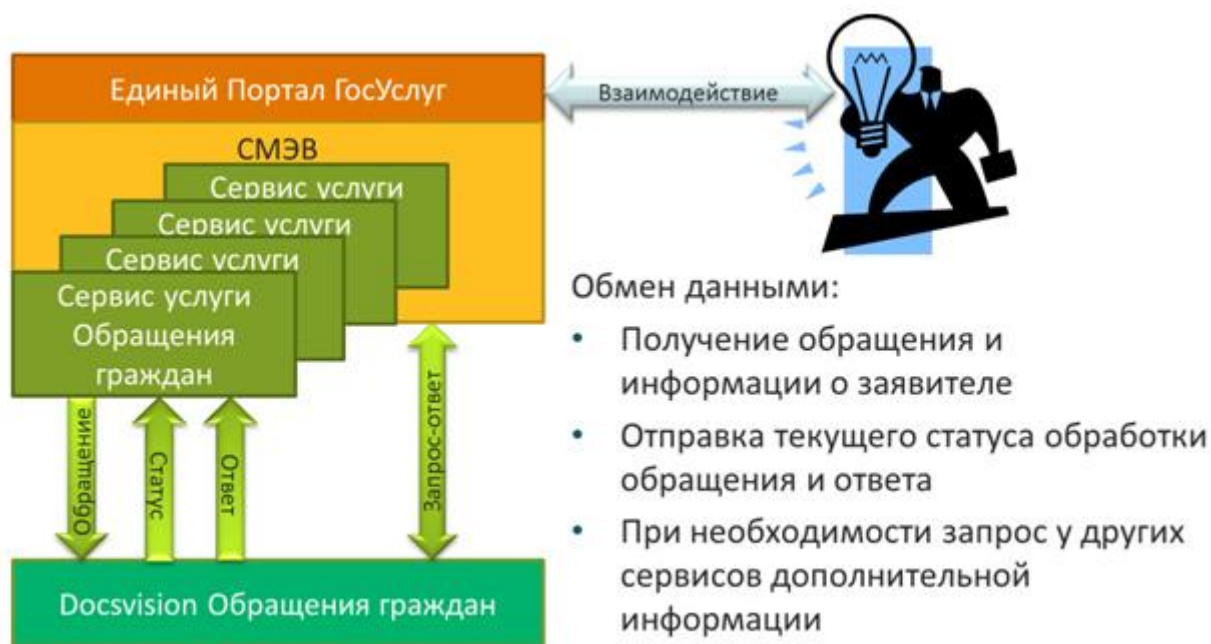 Единый Портал ГосУслуг
Взаимодействие
СМЭВ
Сервис услуги
Сервис услуги
Сервис услуги
Сервис услуги
Обращения
граждан
Обращение
Статус
Ответ
Запрос-ответ
Docsvision Обращения граждан
Обмен данными:
• Получение обращения и
информации о заявителе
• Отправка текущего статуса обработки
обращения и ответа
• При необходимости запрос у других
сервисов дополнительной
информации